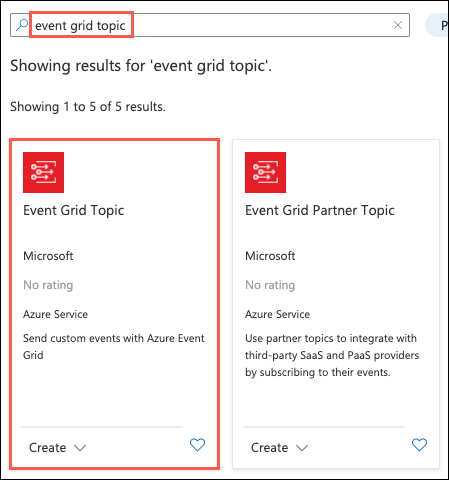 event grid topic
P
Showing results for 'event grid topic'.
Showing 1 to 5 of 5 results.
Event Grid Topic
Microsoft
No rating
Azure Service
Send custom events with Azure Event
Grid
Create
Event Grid Partner Topic
Microsoft
No rating
Azure Service
Use partner topics to integrate with
third-party SaaS and PaaS providers
by subscribing to their events.
Create